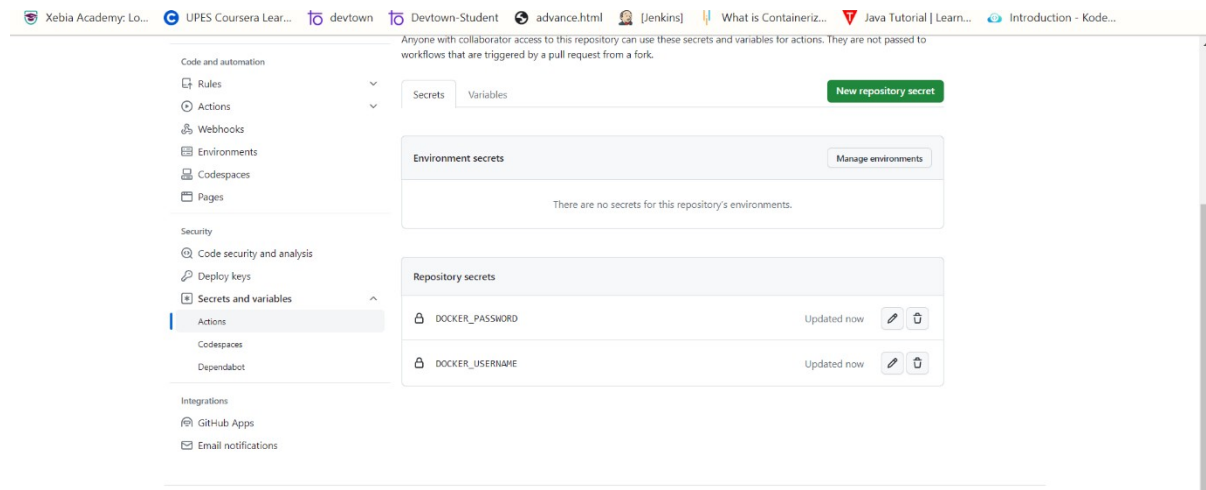 Xebia Academy: Lo... UPES Coursera Lear... devtown Devtown-Student advance.html [Jenkins] What is Containeriz... Java Tutorial | Learn... Introduction - Kode...
Anyone with collaborator access to this repository can use these secrets and variables for actions. They are not passed to
workflows that are triggered by a pull request from a fork.
Code and automation
Rules
Actions
Webhooks
Environments
Codespaces
Pages
Security
Code security and analysis
Deploy keys
Secrets and variables
Actions
Codespaces
Dependabot
Integrations
GitHub Apps
Email notifications
Secrets Variables New repository secret
Environment secrets Manage environments
There are no secrets for this repository's environments.
Repository secrets
DOCKER_PASSWORD Updated now
DOCKER_USERNAME Updated now